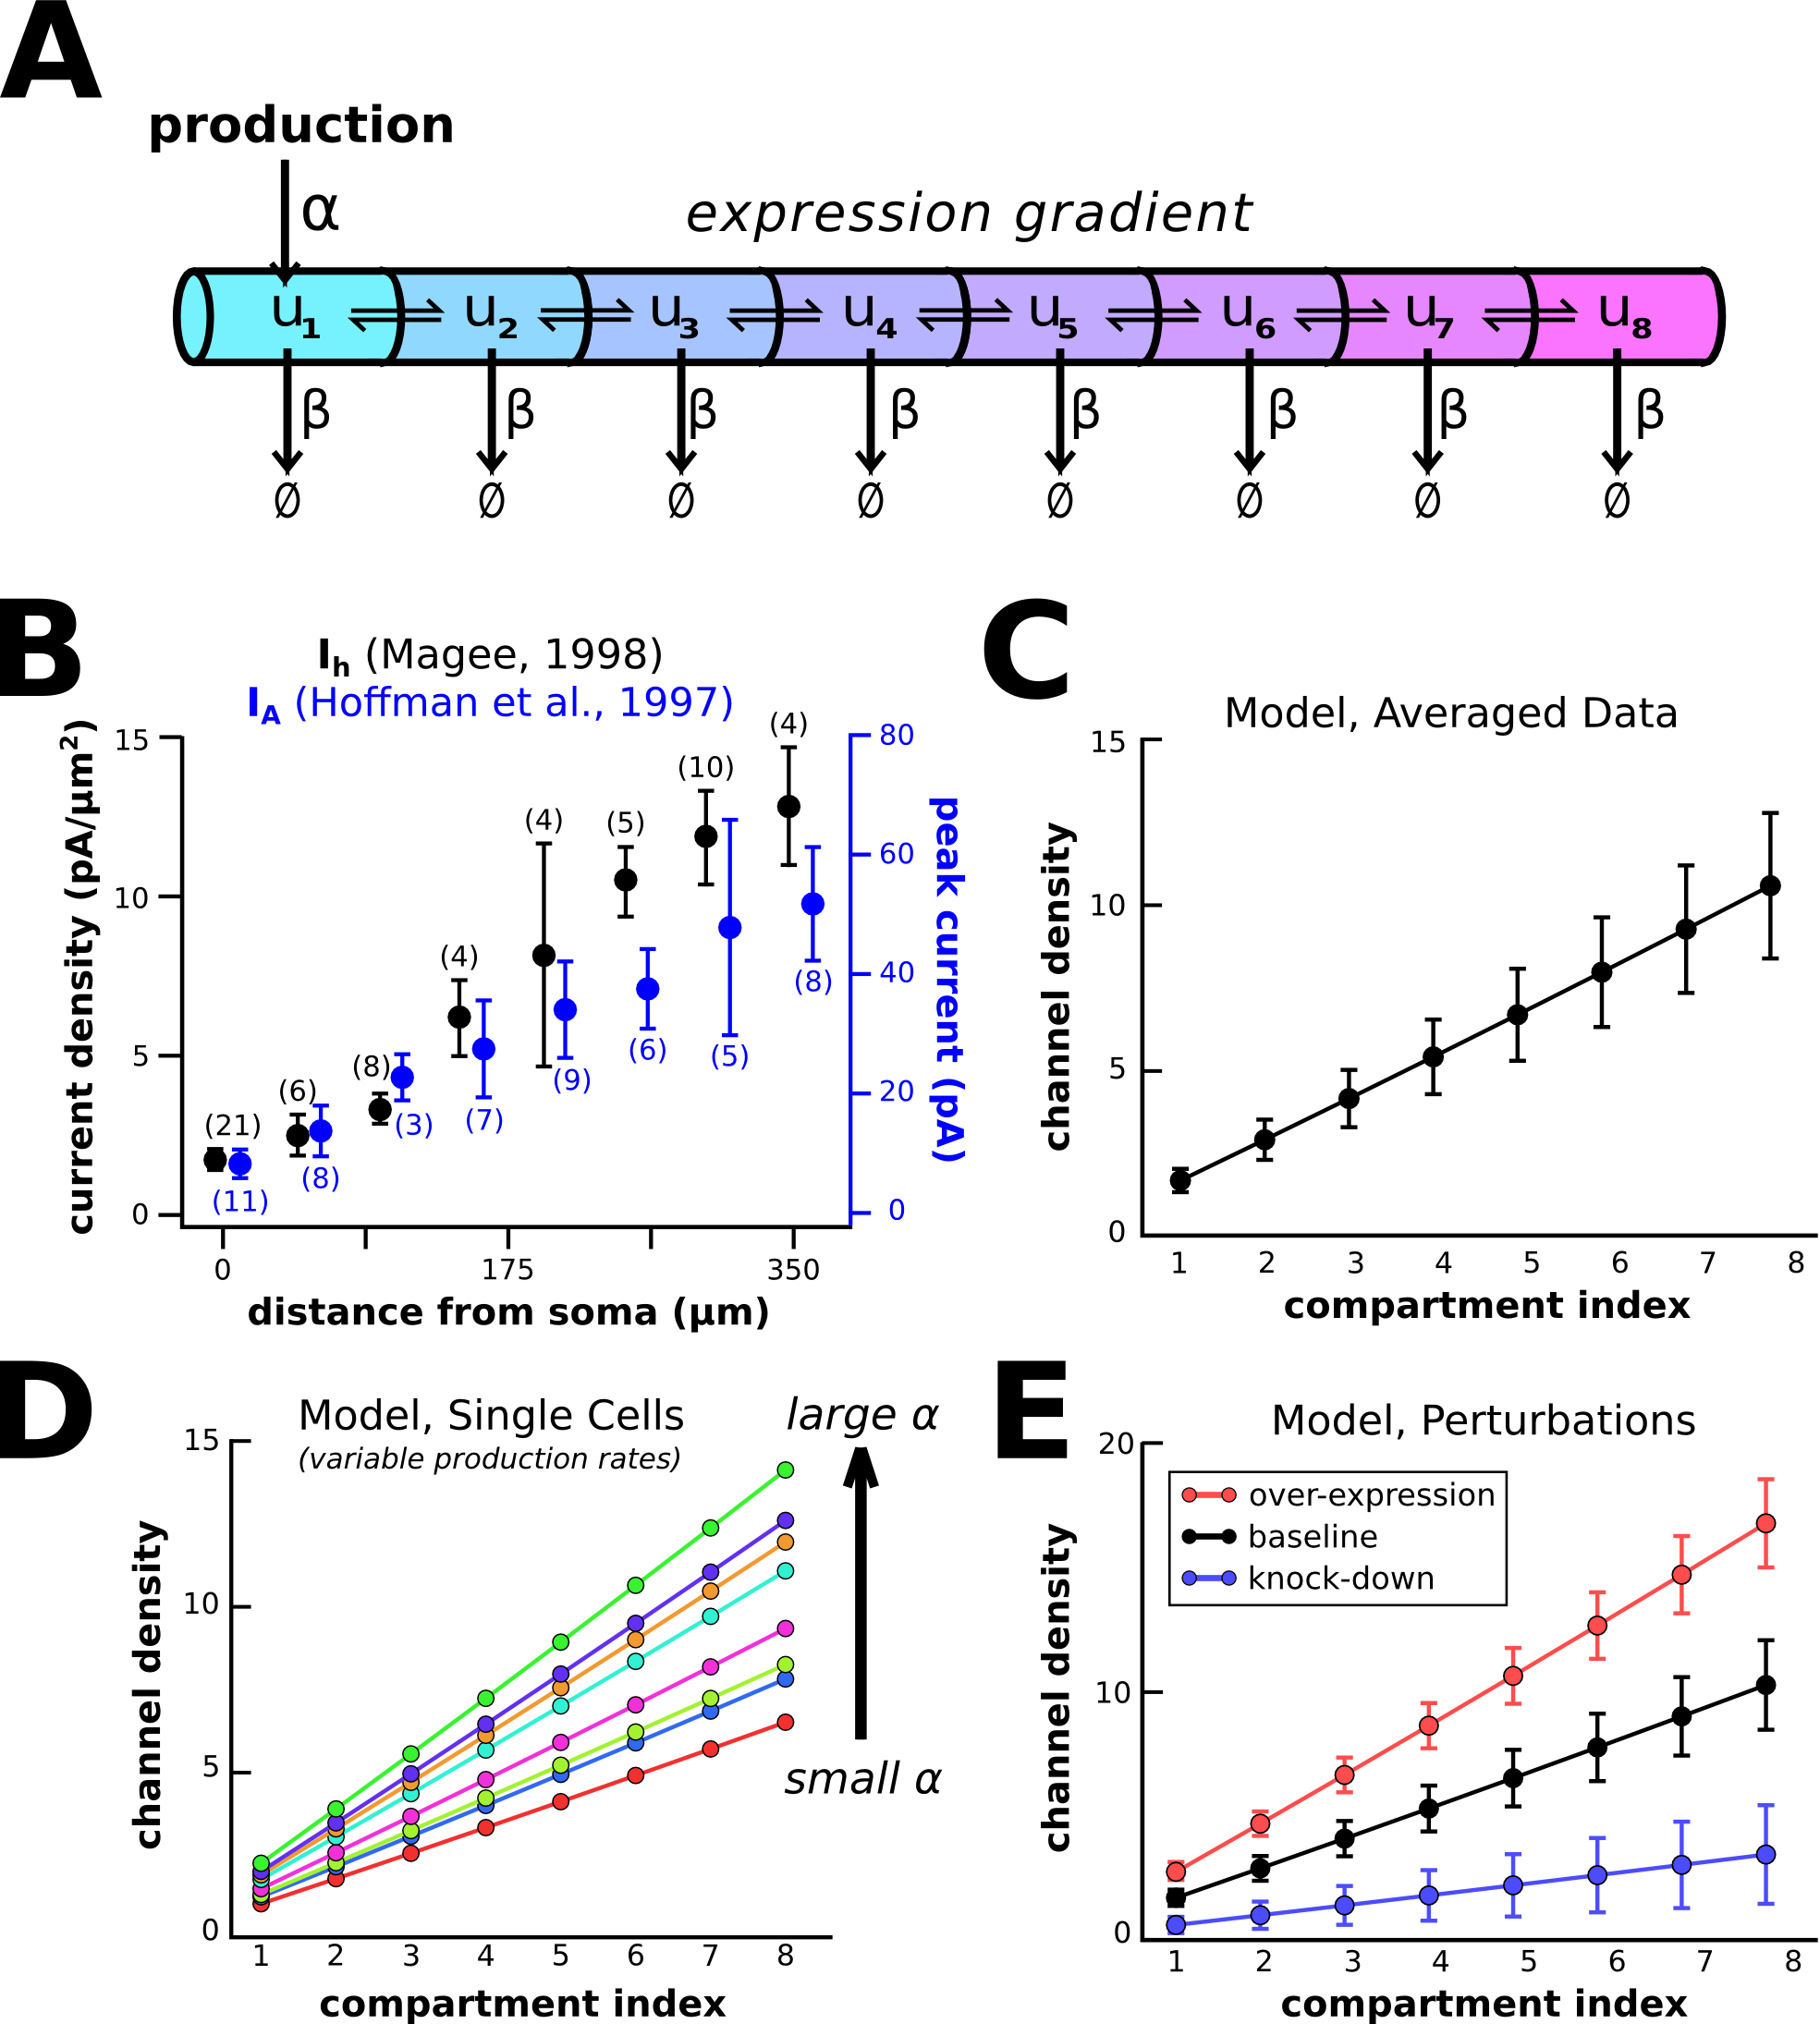 A
production
α
expression gradient
u1 u2 u3 u4 u5 u6 u7 u8
β β β β β β β β
∅ ∅ ∅ ∅ ∅ ∅ ∅ ∅
B
Ih (Magee, 1998)
IA (Hoffman et al., 1997)
current density (pA/μm²)
15
10
5
0
(21) (6) (8) (4) (4) (5) (10) (4)
(11) (8) (3) (7) (9) (6) (5) (8)
80
60
40
20
0
peak current (pA)
0 175 350
distance from soma (μm)
C
Model, Averaged Data
channel density
15
10
5
0
1 2 3 4 5 6 7 8
compartment index
D
Model, Single Cells
(variable production rates)
large α
small α
channel density
15
10
5
0
1 2 3 4 5 6 7 8
compartment index
E
Model, Perturbations
over-expression
baseline
knock-down
channel density
20
10
0
1 2 3 4 5 6 7 8
compartment index